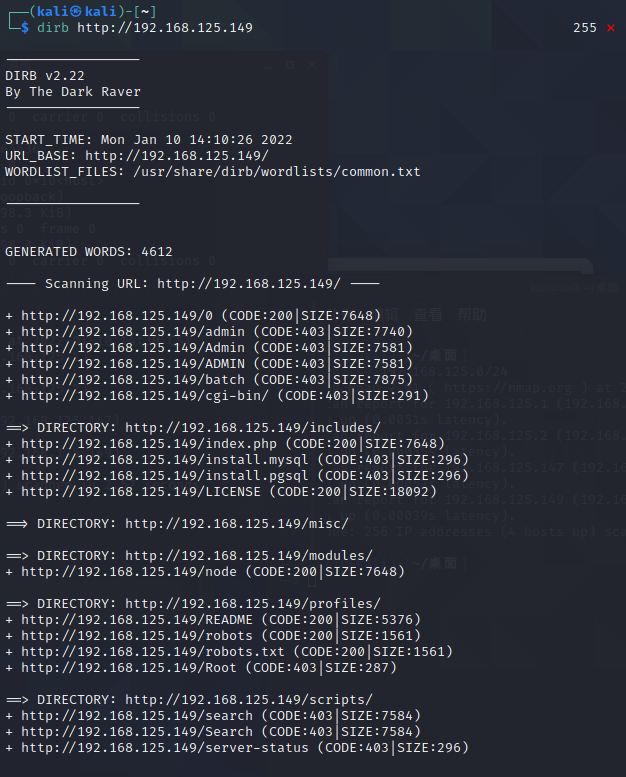 ┌──(kali㉿kali)-[~]
└─$ dirb http://192.168.125.149 255 ⨯
-----------------
DIRB v2.22
By The Dark Raver
-----------------
START_TIME: Mon Jan 10 14:10:26 2022
URL_BASE: http://192.168.125.149/
WORDLIST_FILES: /usr/share/dirb/wordlists/common.txt
-----------------
GENERATED WORDS: 4612
---- Scanning URL: http://192.168.125.149/ ----
+ http://192.168.125.149/0 (CODE:200|SIZE:7648)
+ http://192.168.125.149/admin (CODE:403|SIZE:7740)
+ http://192.168.125.149/Admin (CODE:403|SIZE:7581)
+ http://192.168.125.149/ADMIN (CODE:403|SIZE:7581)
+ http://192.168.125.149/batch (CODE:403|SIZE:7875)
+ http://192.168.125.149/cgi-bin/ (CODE:403|SIZE:291)
==> DIRECTORY: http://192.168.125.149/includes/
+ http://192.168.125.149/index.php (CODE:200|SIZE:7648)
+ http://192.168.125.149/install.mysql (CODE:403|SIZE:296)
+ http://192.168.125.149/install.pgsql (CODE:403|SIZE:296)
+ http://192.168.125.149/LICENSE (CODE:200|SIZE:18092)
==> DIRECTORY: http://192.168.125.149/misc/
==> DIRECTORY: http://192.168.125.149/modules/
+ http://192.168.125.149/node (CODE:200|SIZE:7648)
==> DIRECTORY: http://192.168.125.149/profiles/
+ http://192.168.125.149/README (CODE:200|SIZE:5376)
+ http://192.168.125.149/robots (CODE:200|SIZE:1561)
+ http://192.168.125.149/robots.txt (CODE:200|SIZE:1561)
+ http://192.168.125.149/Root (CODE:403|SIZE:287)
==> DIRECTORY: http://192.168.125.149/scripts/
+ http://192.168.125.149/search (CODE:403|SIZE:7584)
+ http://192.168.125.149/Search (CODE:403|SIZE:7584)
+ http://192.168.125.149/server-status (CODE:403|SIZE:296)